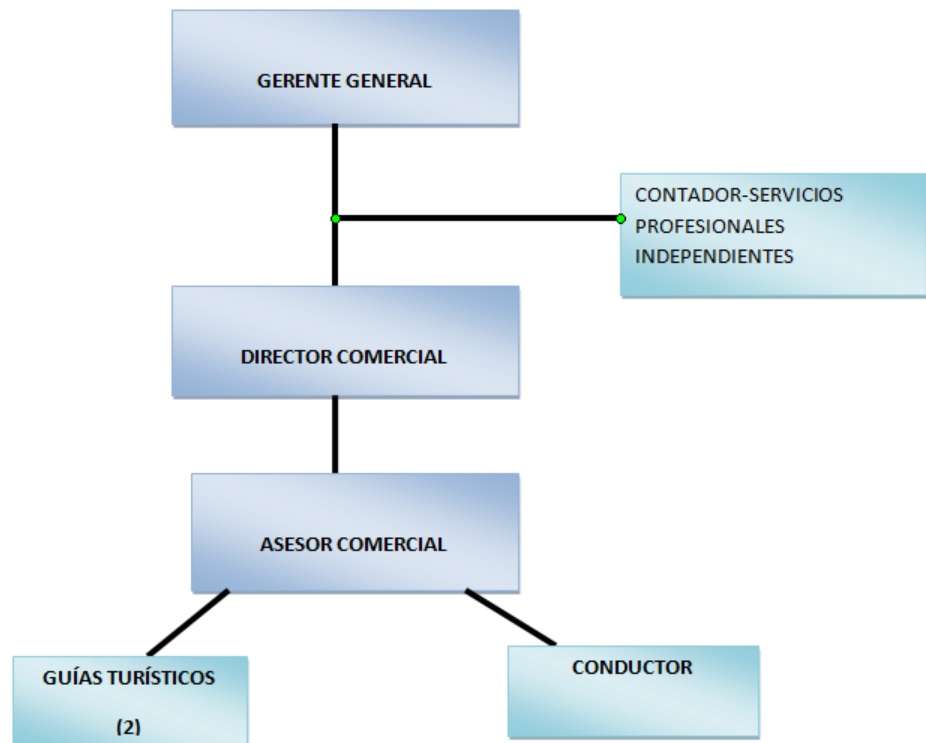 GERENTE GENERAL
CONTADOR-SERVICIOS
PROFESIONALES
INDEPENDIENTES
DIRECTOR COMERCIAL
ASESOR COMERCIAL
GUÍAS TURÍSTICOS
(2)
CONDUCTOR